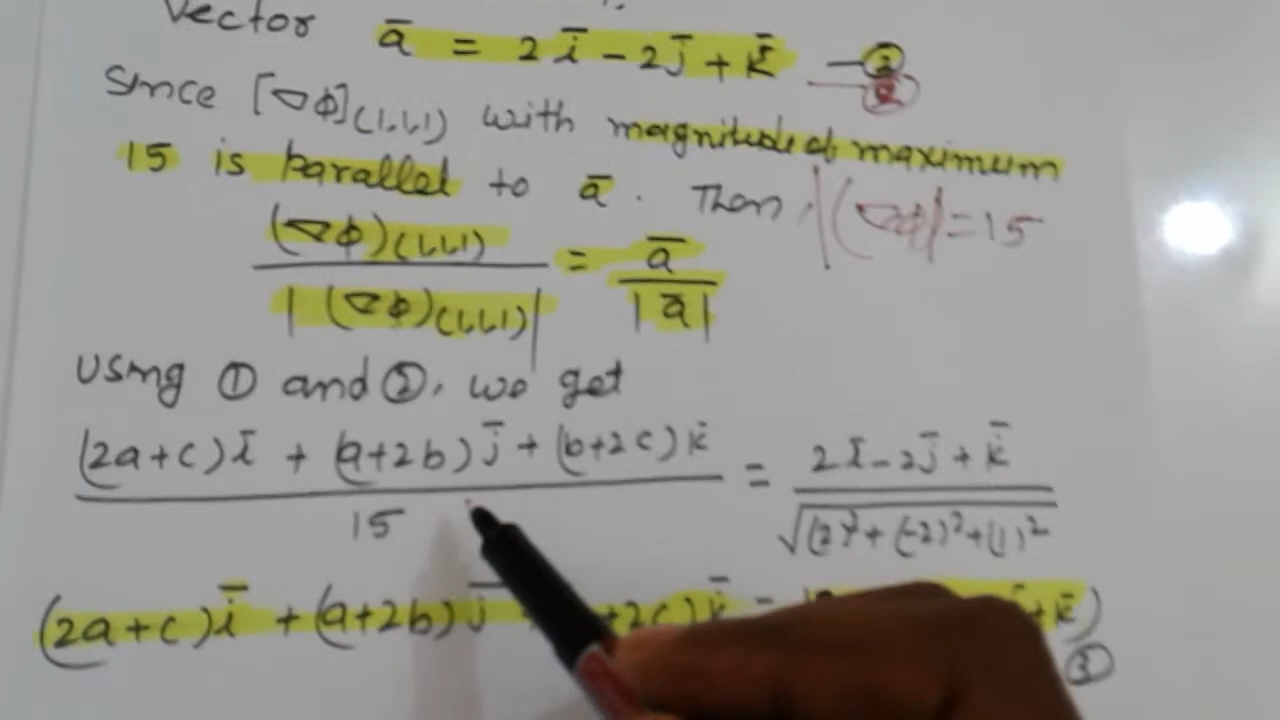 Vector ā = 2ī - 2j̄ + k̄ — ②
Since [∇φ](1,1,1) with magnitude of maximum
15 is parallel to ā. Then |(∇φ| = 15
(∇φ)(1,1,1) / |(∇φ)(1,1,1)| = ā / |ā|
Using ① and ②, we get
(2a+c)ī + (a+2b)j̄ + (b+2c)k̄ / 15 = 2ī - 2j̄ + k̄ / √(2)²+(-2)²+(1)²
(2a+c)ī + (a+2b)j̄ +2c)k̄ = +k̄)
③